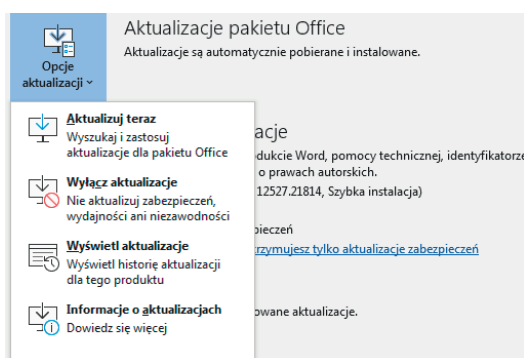 Aktualizacje pakietu Office
Aktualizacje są automatycznie pobierane i instalowane.
Opcje
aktualizacji
Aktualizuj teraz
Wyszukaj i zastosuj
aktualizacje dla pakietu Office
Wyłącz aktualizacje
Nie aktualizuj zabezpieczeń,
wydajności ani niezawodności
Wyświetl aktualizacje
Wyświetl historię aktualizacji
dla tego produktu
Informacje o aktualizacjach
Dowiedz się więcej
acje
dukcie Word, pomocy technicznej, identyfikatorze
o prawach autorskich.
12527.21814, Szybka instalacja)
pieczeń
trzymujesz tylko aktualizacje zabezpieczeń
owane aktualizacje.